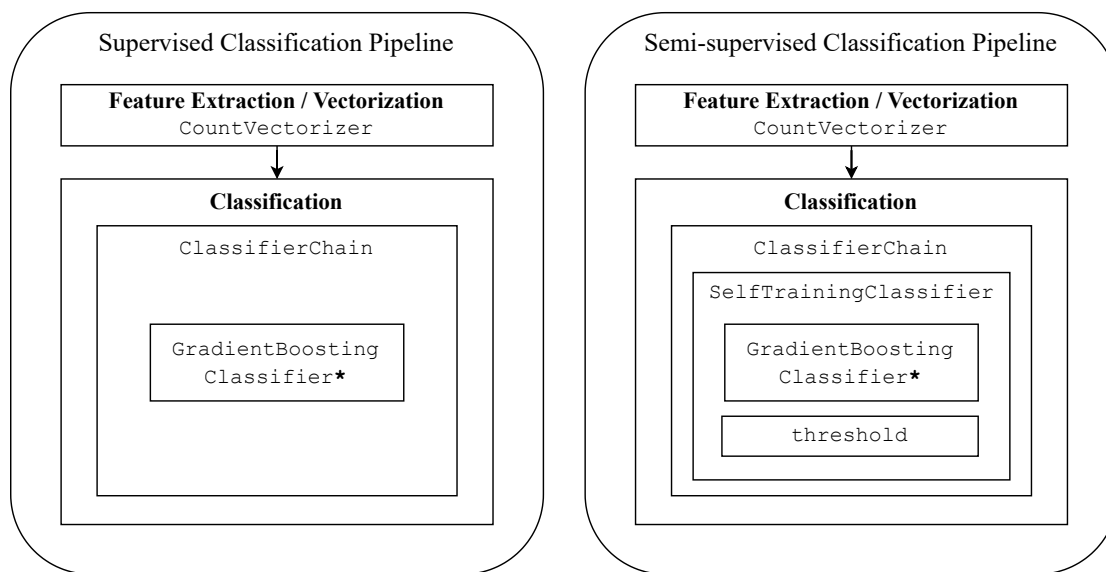 Supervised Classification Pipeline
Feature Extraction / Vectorization
CountVectorizer
Classification
ClassifierChain
GradientBoosting
Classifier*
Semi-supervised Classification Pipeline
Feature Extraction / Vectorization
CountVectorizer
Classification
ClassifierChain
SelfTrainingClassifier
GradientBoosting
Classifier*
threshold